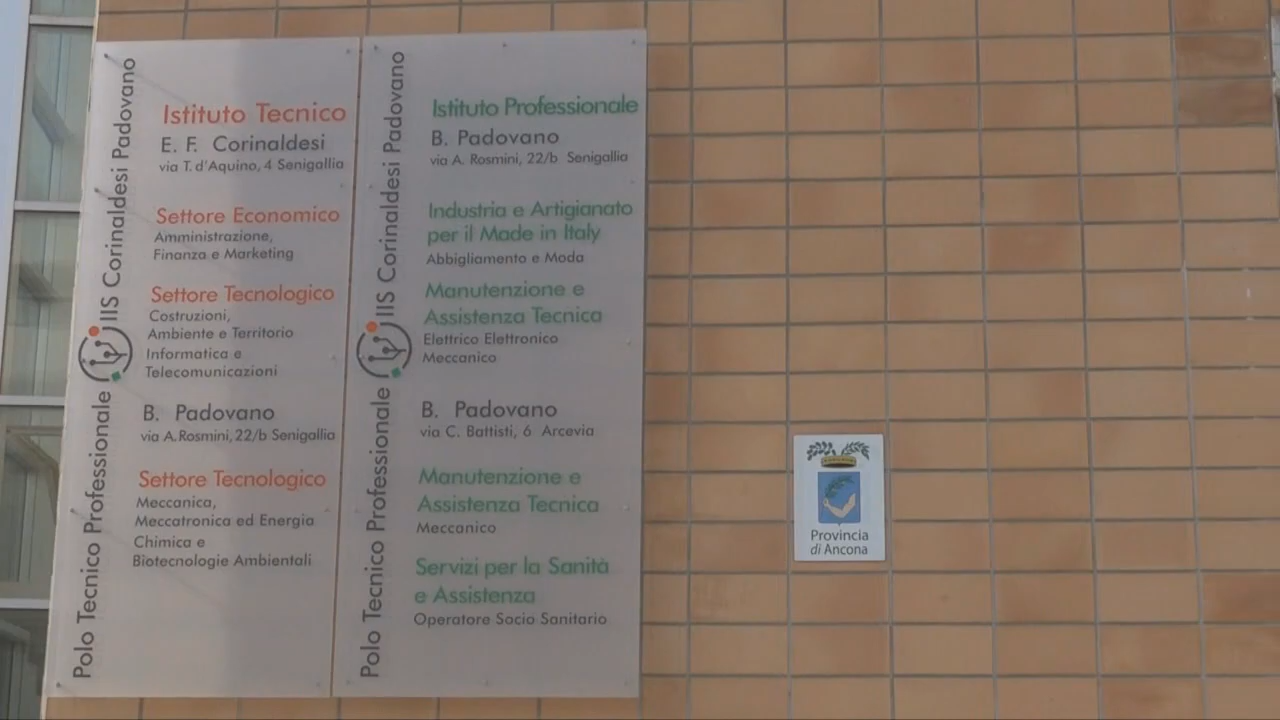 Polo Tecnico Professionale IIS Corinaldesi Padovano
Istituto Tecnico
E. F. Corinaldesi
via T. d'Aquino, 4 Senigallia
Settore Economico
Amministrazione,
Finanza e Marketing
Settore Tecnologico
Costruzioni,
Ambiente e Territorio
Informatica e
Telecomunicazioni
B. Padovano
via A.Rosmini, 22/b Senigallia
Settore Tecnologico
Meccanica,
Meccatronica ed Energia
Chimica e
Biotecnologie Ambientali
Polo Tecnico Professionale IIS Corinaldesi Padovano
Istituto Professionale
B. Padovano
via A. Rosmini, 22/b Senigallia
Industria e Artigianato
per il Made in Italy
Abbigliamento e Moda
Manutenzione e
Assistenza Tecnica
Elettrico Elettronico
Meccanico
B. Padovano
via C. Battisti, 6 Arcevia
Manutenzione e
Assistenza Tecnica
Meccanico
Servizi per la Sanità
e Assistenza
Operatore Socio Sanitario
Provincia
di Ancona